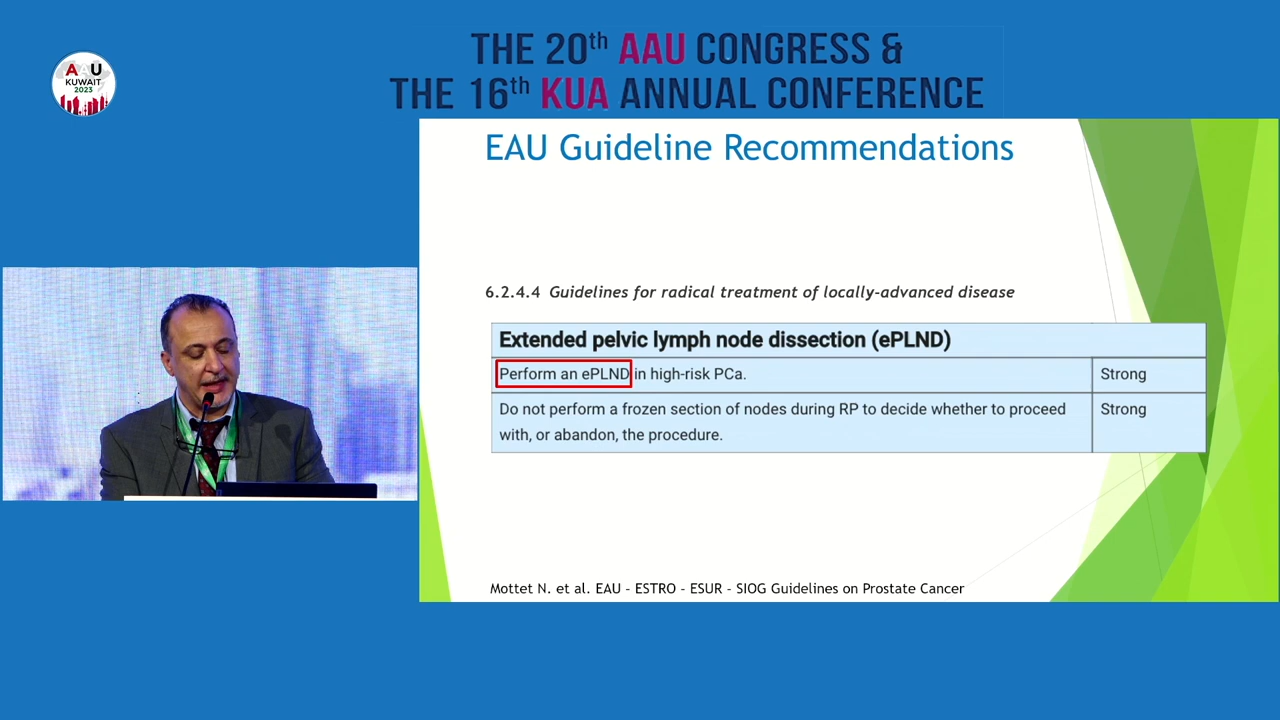 AAU
KUWAIT
2023
THE 20th AAU CONGRESS &
THE 16th KUA ANNUAL CONFERENCE
EAU Guideline Recommendations
6.2.4.4 Guidelines for radical treatment of locally-advanced disease
Extended pelvic lymph node dissection (ePLND)
Perform an ePLND in high-risk PCa. Strong
Do not perform a frozen section of nodes during RP to decide whether to proceed Strong
with, or abandon, the procedure.
Mottet N. et al. EAU - ESTRO - ESUR - SIOG Guidelines on Prostate Cancer